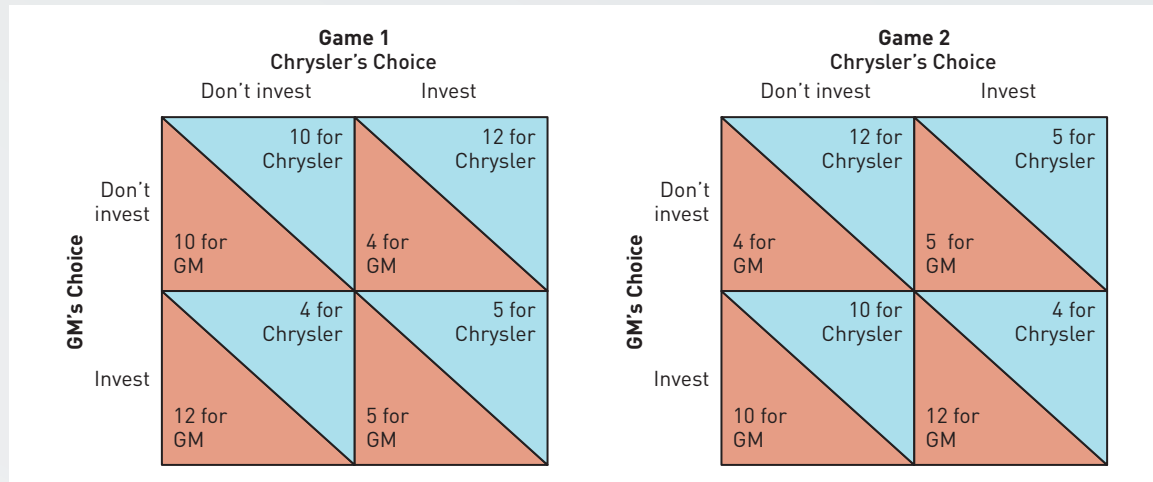 Game 1
Chrysler's Choice
Don't invest
Invest
GM's Choice
Don't
invest
10 for
Chrysler
10 for
GM
12 for
Chrysler
4 for
GM
Invest
4 for
Chrysler
12 for
GM
5 for
Chrysler
5 for
GM
Game 2
Chrysler's Choice
Don't invest
Invest
GM's Choice
Don't
invest
12 for
Chrysler
4 for
GM
5 for
Chrysler
5 for
GM
Invest
10 for
Chrysler
10 for
GM
4 for
Chrysler
12 for
GM